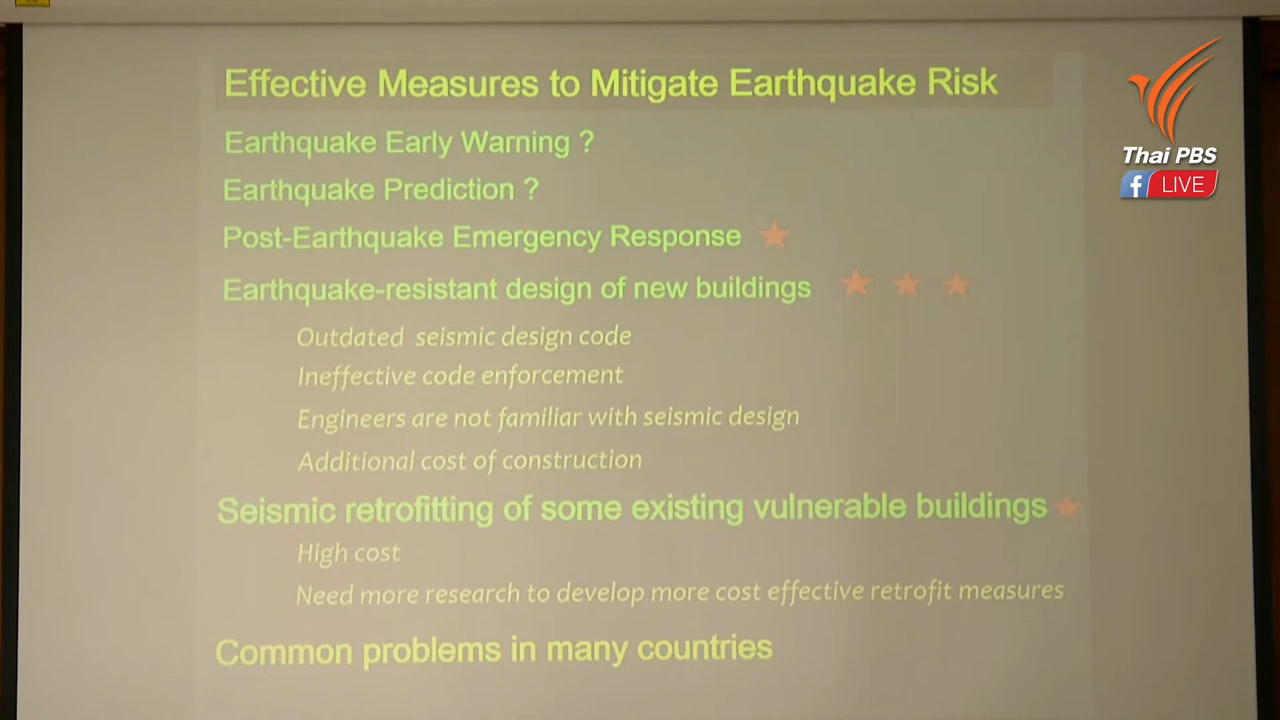 Effective Measures to Mitigate Earthquake Risk
Thai PBS
f LIVE
Earthquake Early Warning ?
Earthquake Prediction ?
Post-Earthquake Emergency Response
Earthquake-resistant design of new buildings
Outdated seismic design code
Ineffective code enforcement
Engineers are not familiar with seismic design
Additional cost of construction
Seismic retrofitting of some existing vulnerable buildings
High cost
Need more research to develop more cost effective retrofit measures
Common problems in many countries